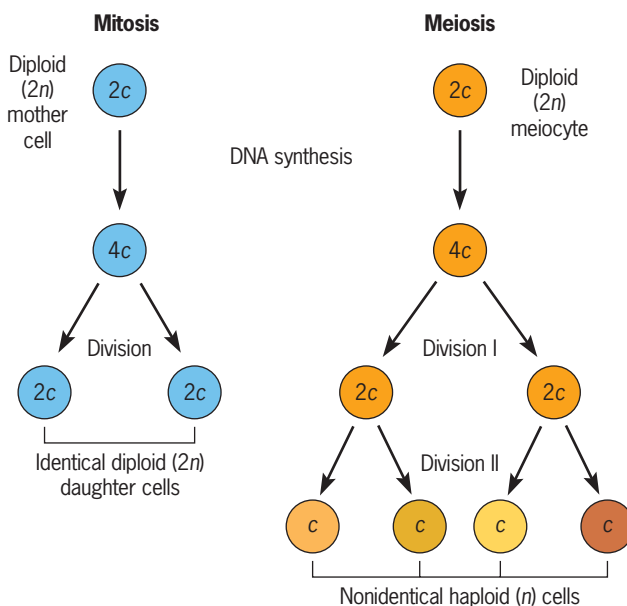 Mitosis
Meiosis
Diploid
(2n)
mother
cell
2c
2c
Diploid
(2n)
meiocyte
DNA synthesis
4c
4c
Division
Division I
2c
2c
2c
2c
Identical diploid (2n)
daughter cells
Division II
c
c
c
c
Nonidentical haploid (n) cells